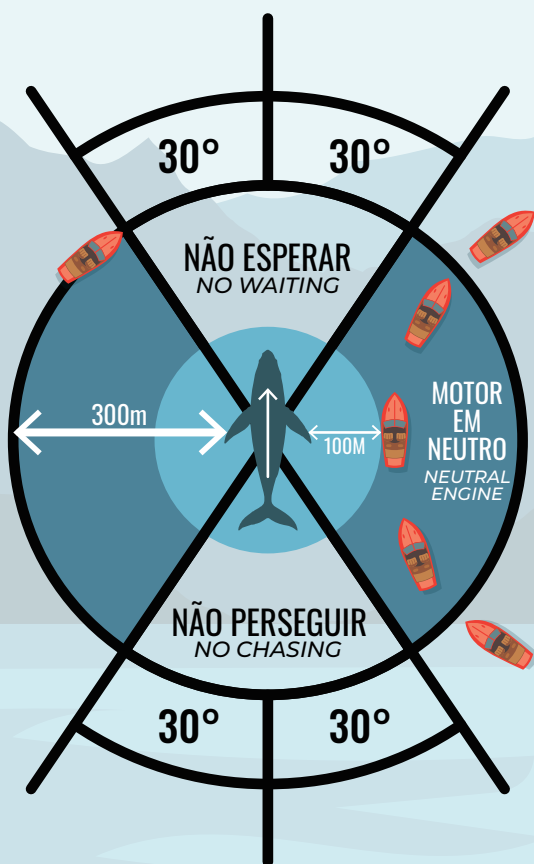 30° 30°
NÃO ESPERAR
NO WAITING
300m
100M
MOTOR
EM
NEUTRO
NEUTRAL
ENGINE
NÃO PERSEGUIR
NO CHASING
30° 30°